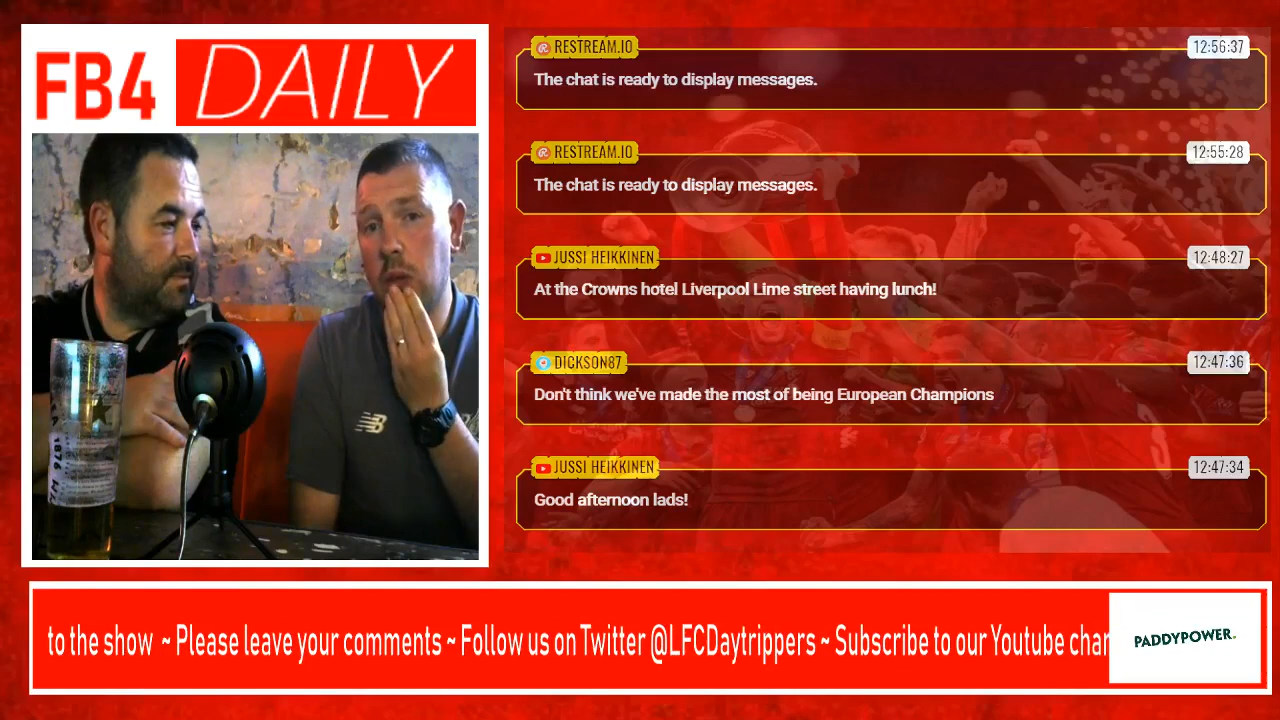 FB4 DAILY
RESTREAM.IO 12:56:37
The chat is ready to display messages.
RESTREAM.IO 12:55:28
The chat is ready to display messages.
JUSSI HEIKKINEN 12:48:27
At the Crowns hotel Liverpool Lime street having lunch!
DICKSON87 12:47:36
Don't think we've made the most of being European Champions
JUSSI HEIKKINEN 12:47:34
Good afternoon lads!
1876
to the show ~ Please leave your comments ~ Follow us on Twitter @LFCDaytrippers ~ Subscribe to our Youtube chan
PADDYPOWER.